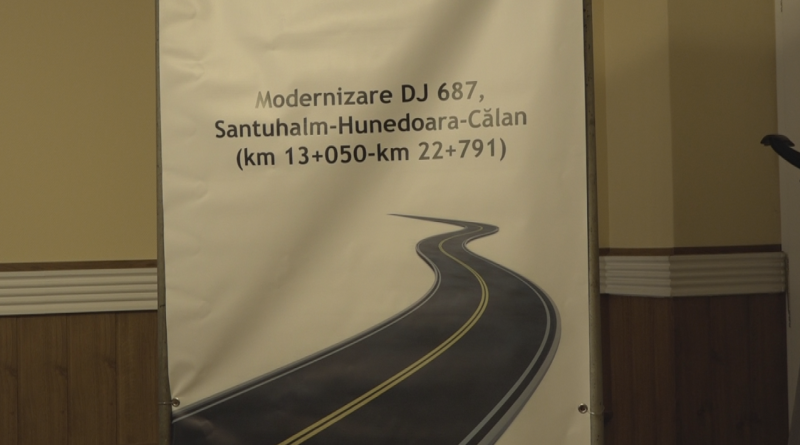 Modernizare DJ 687,
Santuhalm-Hunedoara-Călan
(km 13+050-km 22+791)